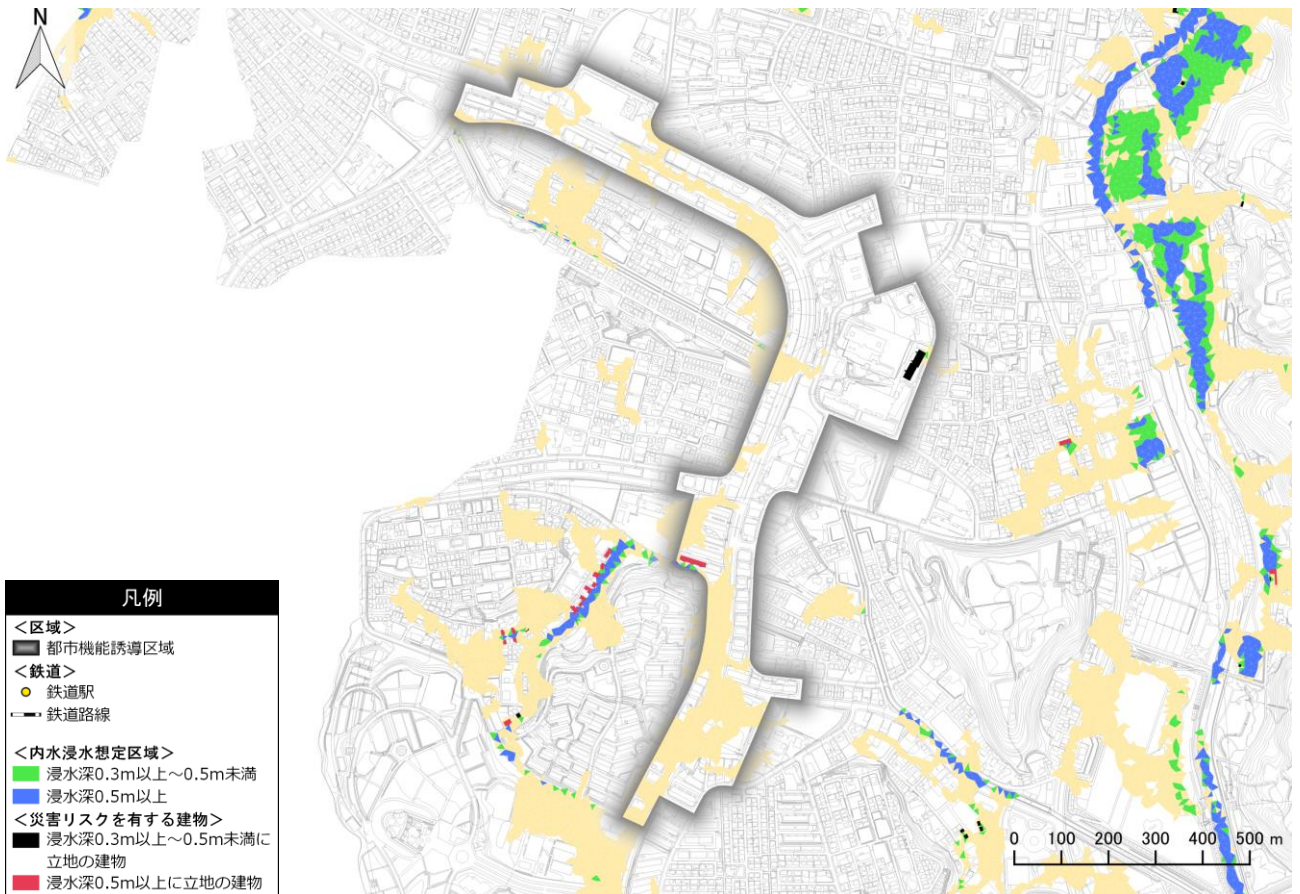 N
凡例
<区域>
都市機能誘導区域
<鉄道>
鉄道駅
鉄道路線
<内水浸水想定区域>
浸水深0.3m以上~0.5m未満
浸水深0.5m以上
<災害リスクを有する建物>
浸水深0.3m以上~0.5m未満に
立地の建物
浸水深0.5m以上に立地の建物
0 100 200 300 400 500 m